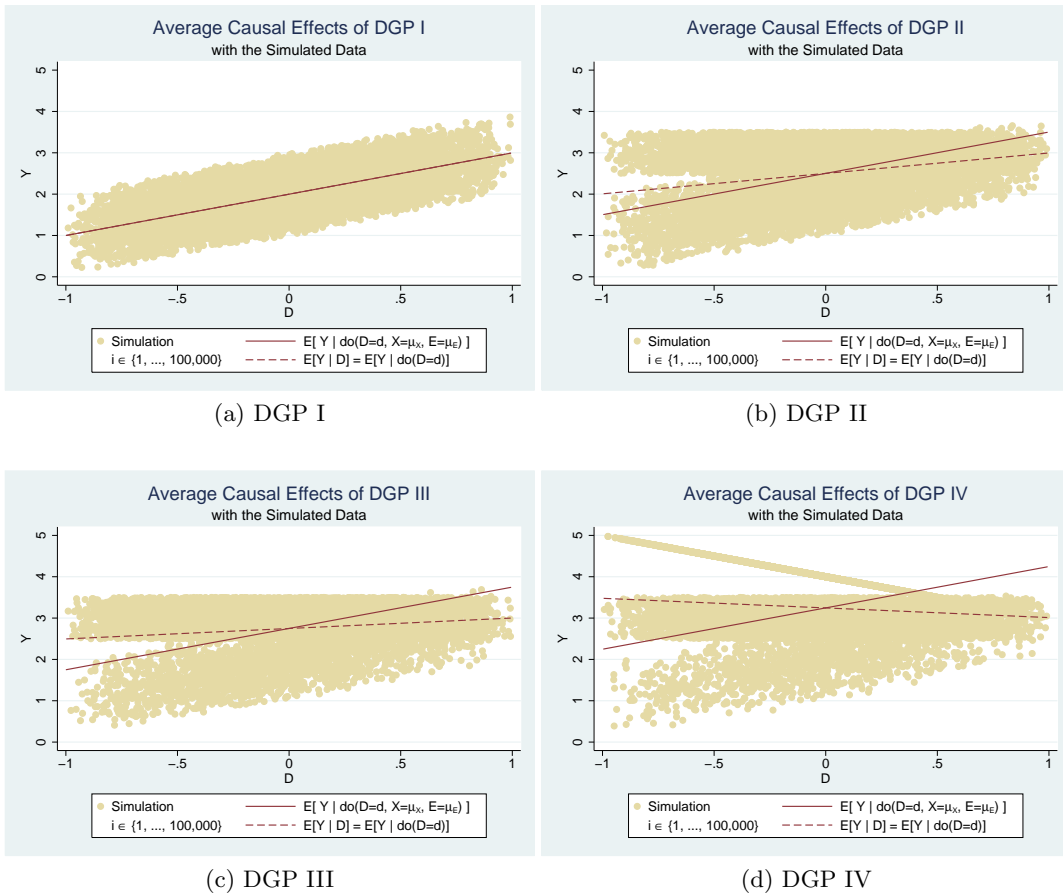 Average Causal Effects of DGP I
with the Simulated Data
5
4
3
2
1
0
Y
−1
−.5
0
.5
1
D
Simulation
E[ Y | do(D=d, X=μX, E=μE) ]
i ∈ {1, ..., 100,000}
E[Y | D] = E[Y | do(D=d)]
(a) DGP I
Average Causal Effects of DGP II
with the Simulated Data
5
4
3
2
1
0
Y
−1
−.5
0
.5
1
D
Simulation
E[ Y | do(D=d, X=μX, E=μE) ]
i ∈ {1, ..., 100,000}
E[Y | D] = E[Y | do(D=d)]
(b) DGP II
Average Causal Effects of DGP III
with the Simulated Data
5
4
3
2
1
0
Y
−1
−.5
0
.5
1
D
Simulation
E[ Y | do(D=d, X=μX, E=μE) ]
i ∈ {1, ..., 100,000}
E[Y | D] = E[Y | do(D=d)]
(c) DGP III
Average Causal Effects of DGP IV
with the Simulated Data
5
4
3
2
1
0
Y
−1
−.5
0
.5
1
D
Simulation
E[ Y | do(D=d, X=μX, E=μE) ]
i ∈ {1, ..., 100,000}
E[Y | D] = E[Y | do(D=d)]
(d) DGP IV